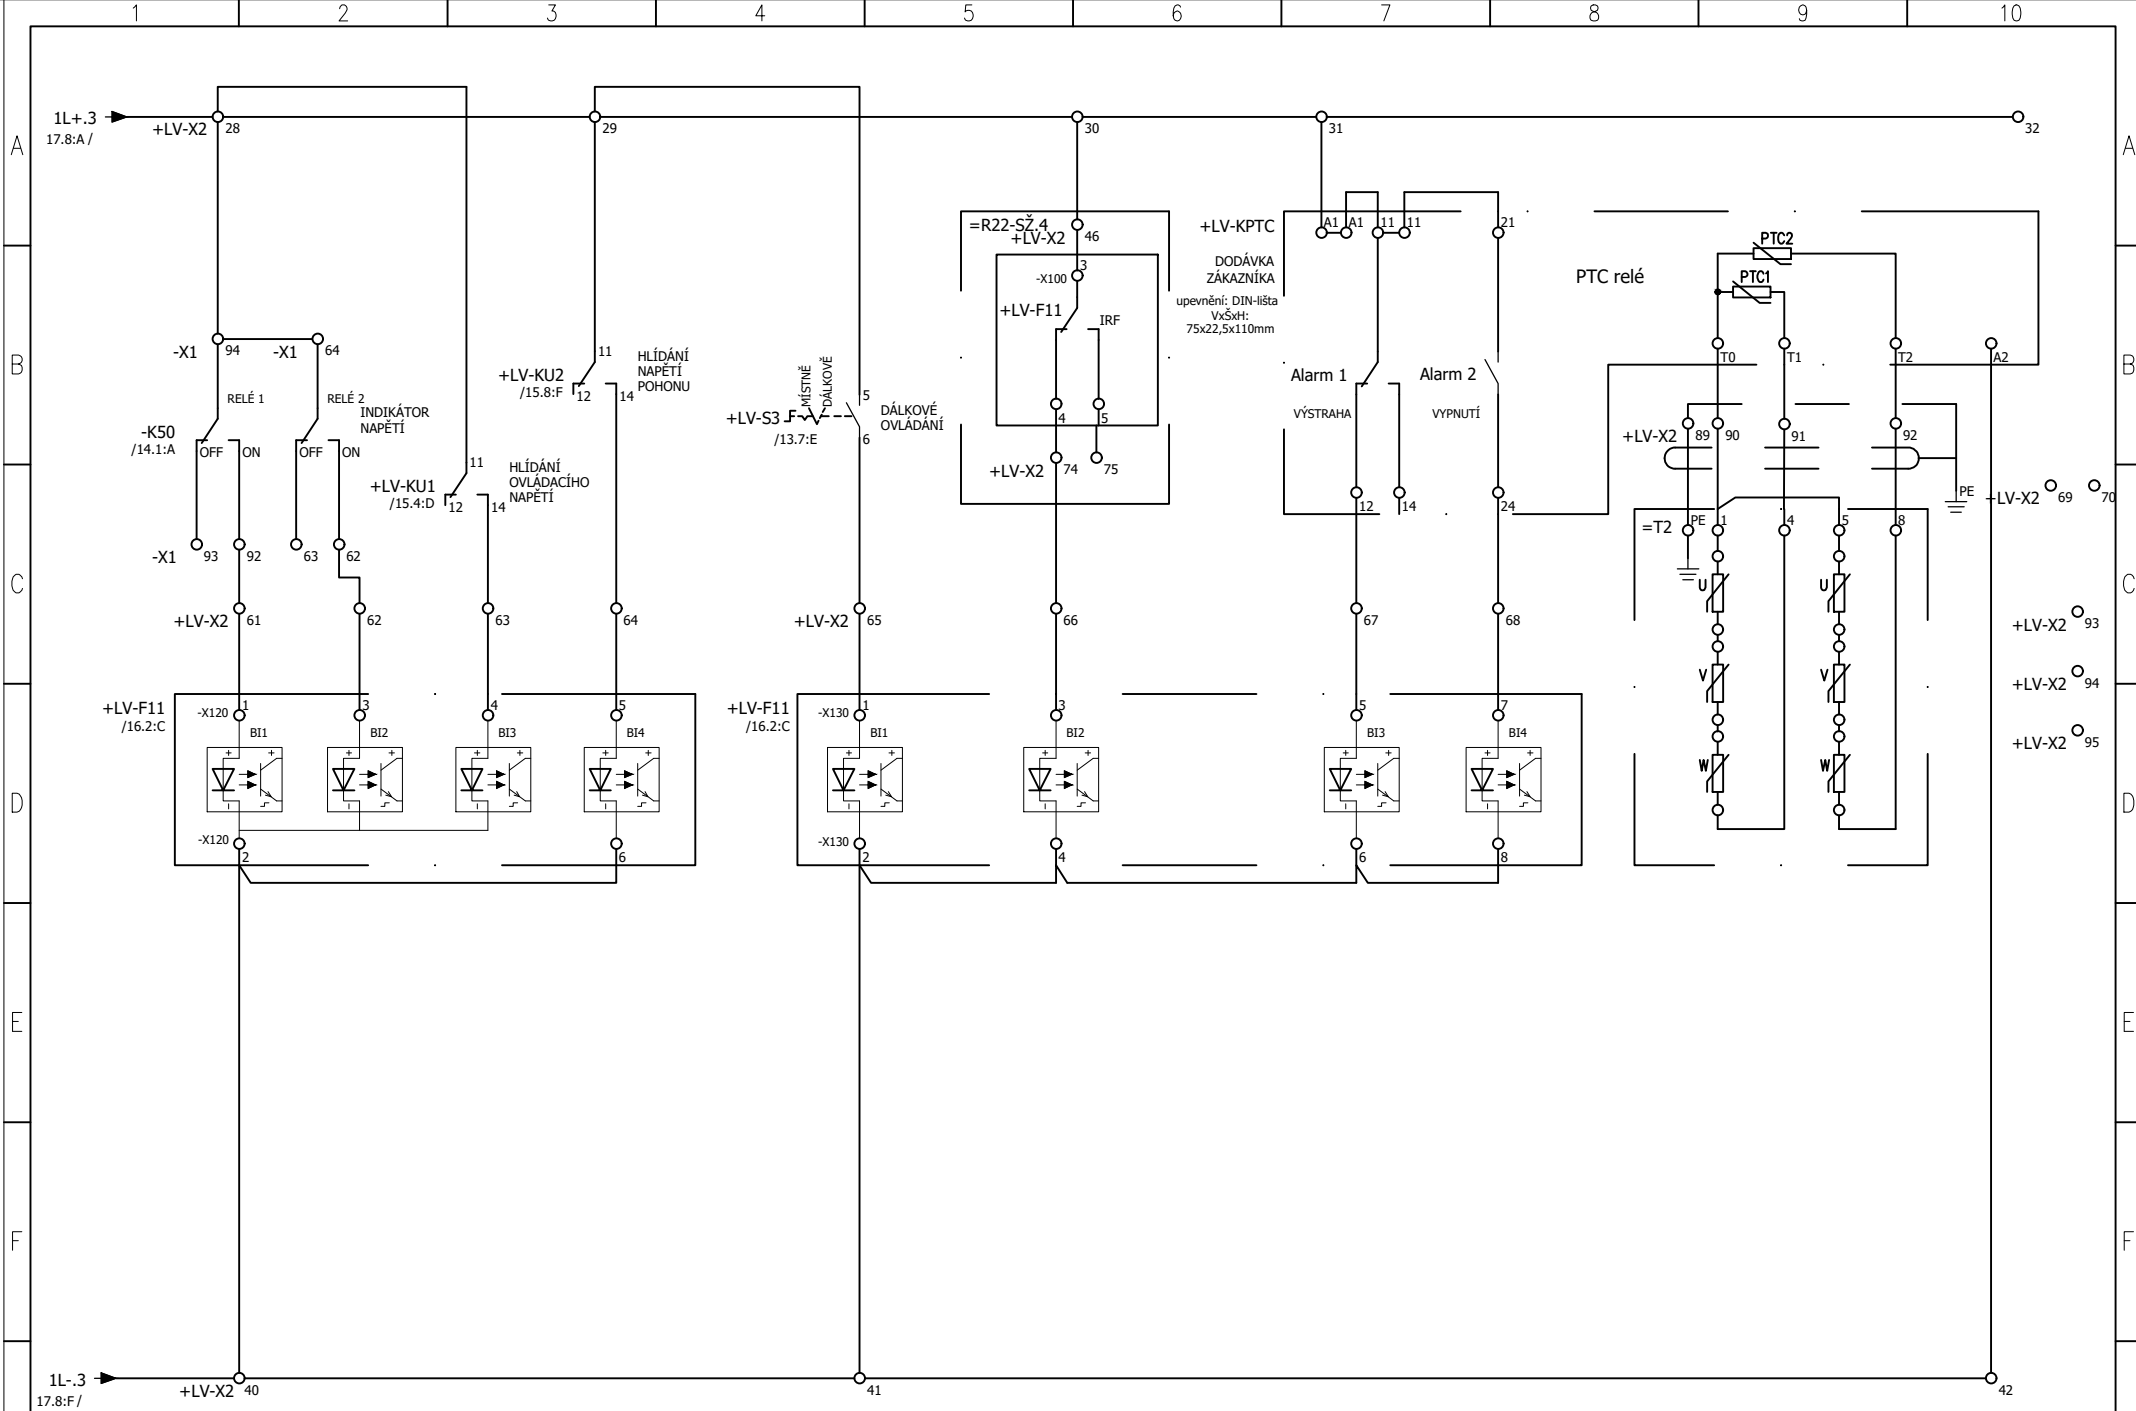 1 2 3 4 5 6 7 8 9 10
A A
B B
C C
D D
E E
F F
1L+.3
17.8:A /
+LV-X2 28 29 30 31 32
=R22-SŽ.4
+LV-X2 46
-X100 3
+LV-F11
IRF
4 5
+LV-X2 74 75
+LV-KPTC
A1 A1 11 11 21
DODÁVKA
ZÁKAZNÍKA
upevnění: DIN-lišta
VxŠxH:
75x22,5x110mm
Alarm 1
VÝSTRAHA
Alarm 2
VYPNUTÍ
12 14 24
PTC relé
PTC2
PTC1
T0 T1 T2 A2
-X1 94 -X1 64
RELÉ 1
RELÉ 2
INDIKÁTOR
NAPĚTÍ
-K50
/14.1:A
OFF ON OFF ON
-X1 93 92 63 62
+LV-KU1
/15.4:D
11
12 14
HLÍDÁNÍ
OVLÁDACÍHO
NAPĚTÍ
+LV-KU2
/15.8:F
11
12 14
HLÍDÁNÍ
NAPĚTÍ
POHONU
+LV-S3
/13.7:E
MÍSTNĚ
DÁLKOVĚ
5
6
DÁLKOVÉ
OVLÁDÁNÍ
+LV-X2 89 90 91 92
PE
=T2 PE 1 4 5 8
U U
V V
W W
+LV-X2 69 70
+LV-X2 93
+LV-X2 94
+LV-X2 95
+LV-X2 61 62 63 64
+LV-X2 65 66 67 68
+LV-F11
/16.2:C
-X120 1 3 4 5
BI1 BI2 BI3 BI4
-X120 2 6
+LV-F11
/16.2:C
-X130 1 3 5 7
BI1 BI2 BI3 BI4
-X130 2 4 6 8
1L-.3
17.8:F /
+LV-X2 40 41 42